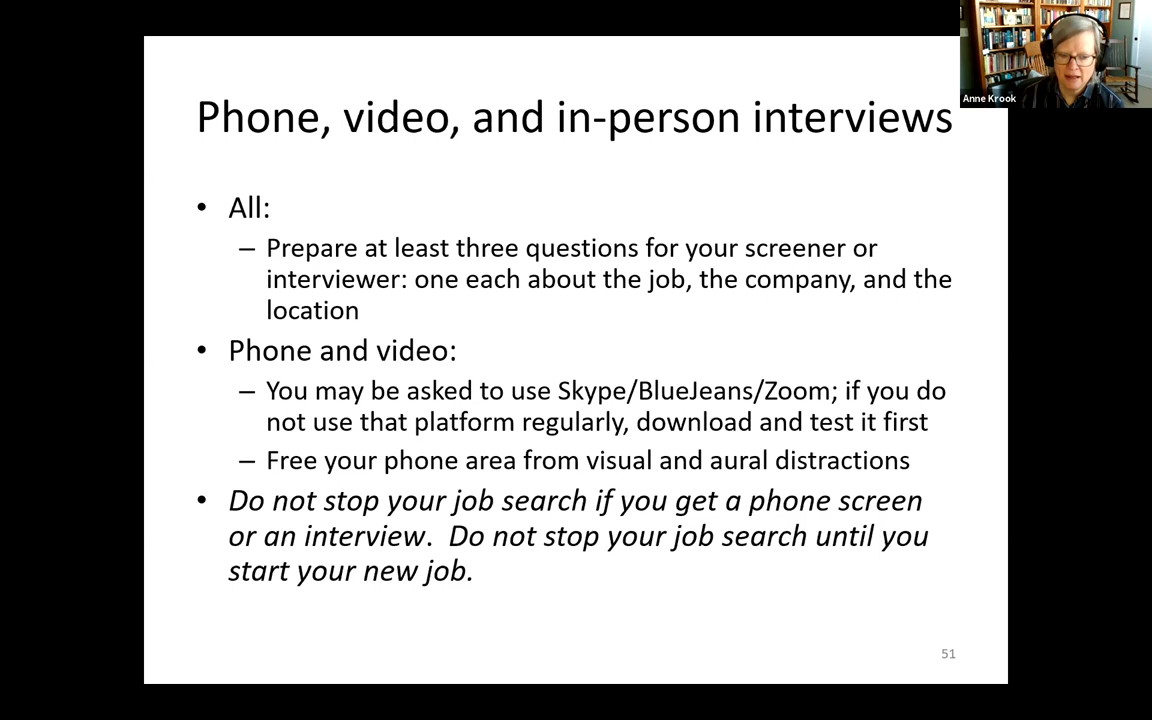 Anne Krook
Phone, video, and in-person interviews
• All:
– Prepare at least three questions for your screener or
interviewer: one each about the job, the company, and the
location
• Phone and video:
– You may be asked to use Skype/BlueJeans/Zoom; if you do
not use that platform regularly, download and test it first
– Free your phone area from visual and aural distractions
• Do not stop your job search if you get a phone screen
or an interview.  Do not stop your job search until you
start your new job.
51